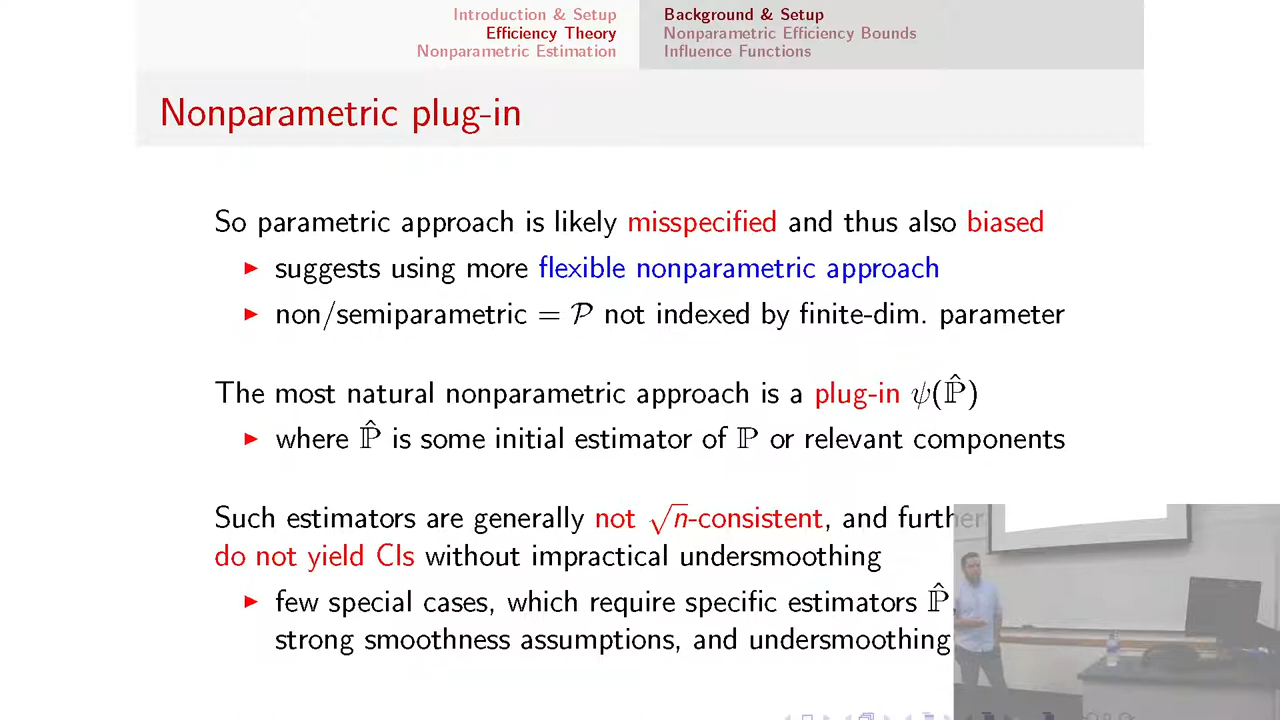 Introduction & Setup
Efficiency Theory
Nonparametric Estimation
Background & Setup
Nonparametric Efficiency Bounds
Influence Functions
Nonparametric plug-in
So parametric approach is likely misspecified and thus also biased
▶ suggests using more flexible nonparametric approach
▶ non/semiparametric = 𝒫 not indexed by finite-dim. parameter
The most natural nonparametric approach is a plug-in ψ(ℙ̂)
▶ where ℙ̂ is some initial estimator of ℙ or relevant components
Such estimators are generally not √n-consistent, and further
do not yield CIs without impractical undersmoothing
▶ few special cases, which require specific estimators ℙ̂
strong smoothness assumptions, and undersmoothing